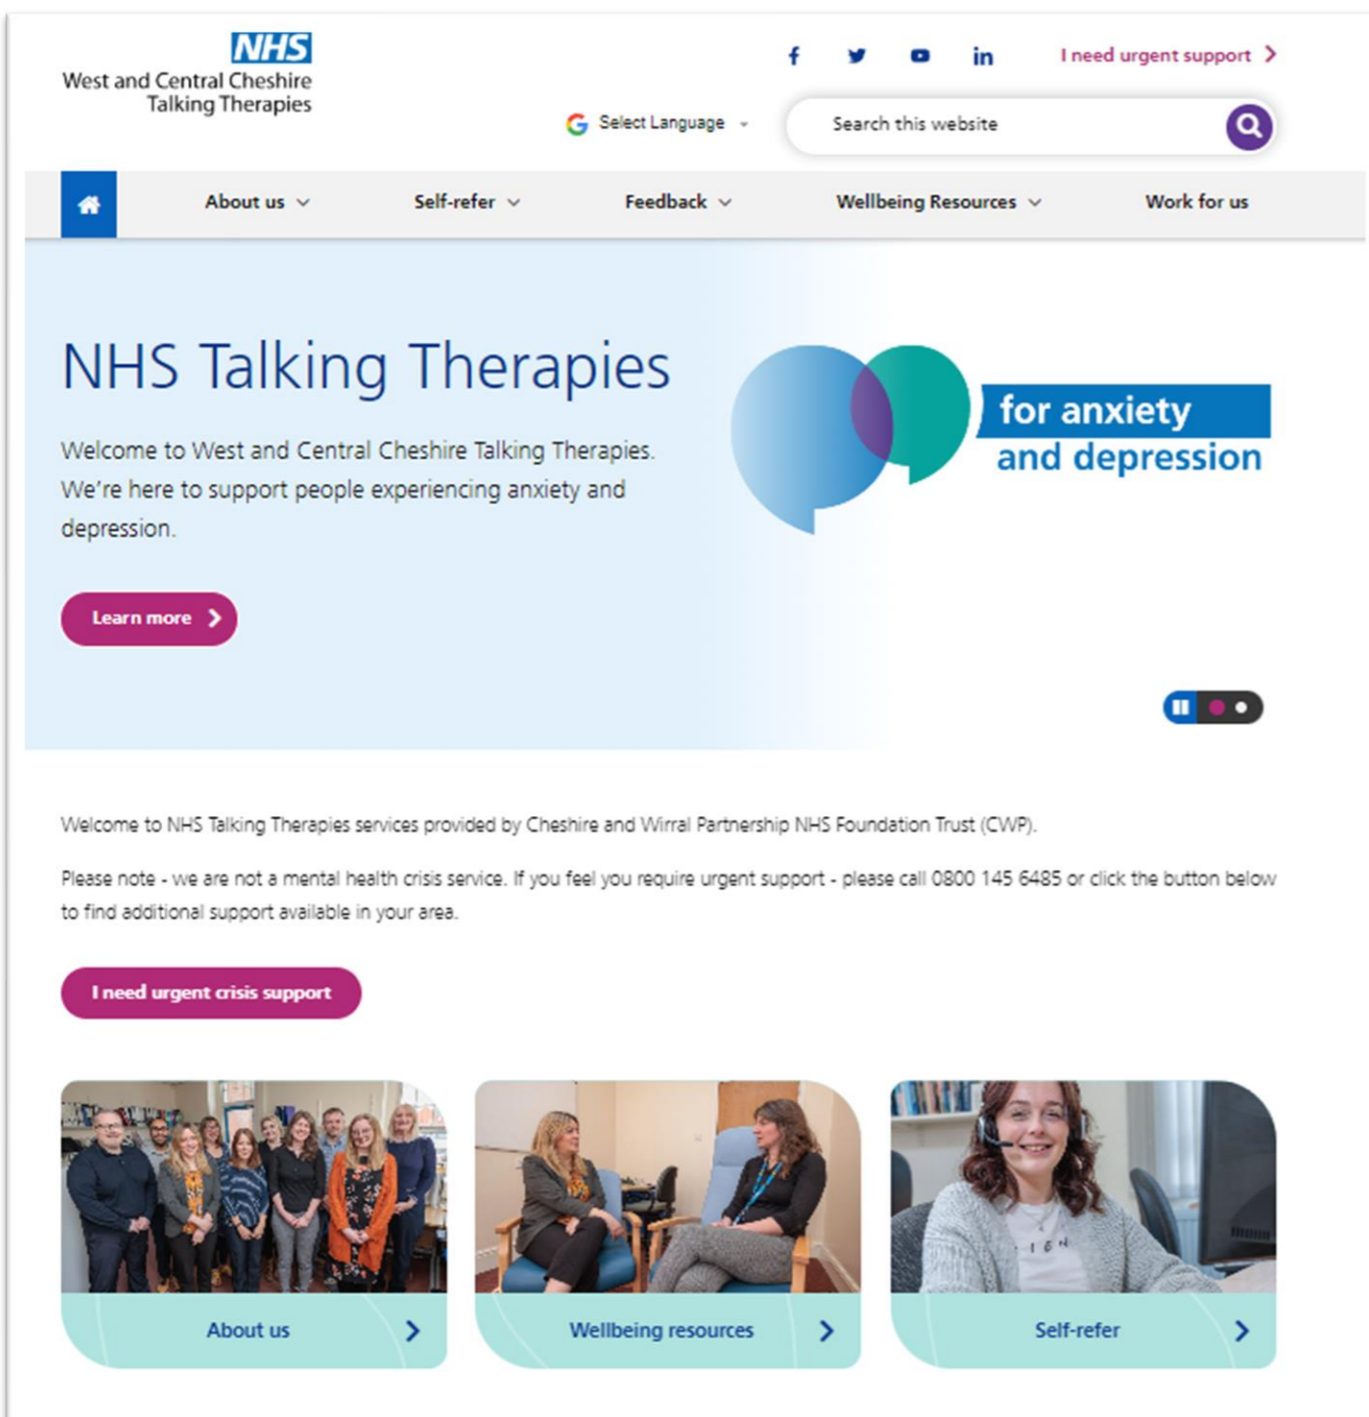 NHS
West and Central Cheshire
Talking Therapies
f in I need urgent support
Select Language
Search this website
About us Self-refer Feedback Wellbeing Resources Work for us
NHS Talking Therapies
Welcome to West and Central Cheshire Talking Therapies.
We’re here to support people experiencing anxiety and
depression.
Learn more
for anxiety
and depression
Welcome to NHS Talking Therapies services provided by Cheshire and Wirral Partnership NHS Foundation Trust (CWP).
Please note - we are not a mental health crisis service. If you feel you require urgent support - please call 0800 145 6485 or click the button below
to find additional support available in your area.
I need urgent crisis support
About us
Wellbeing resources
Self-refer